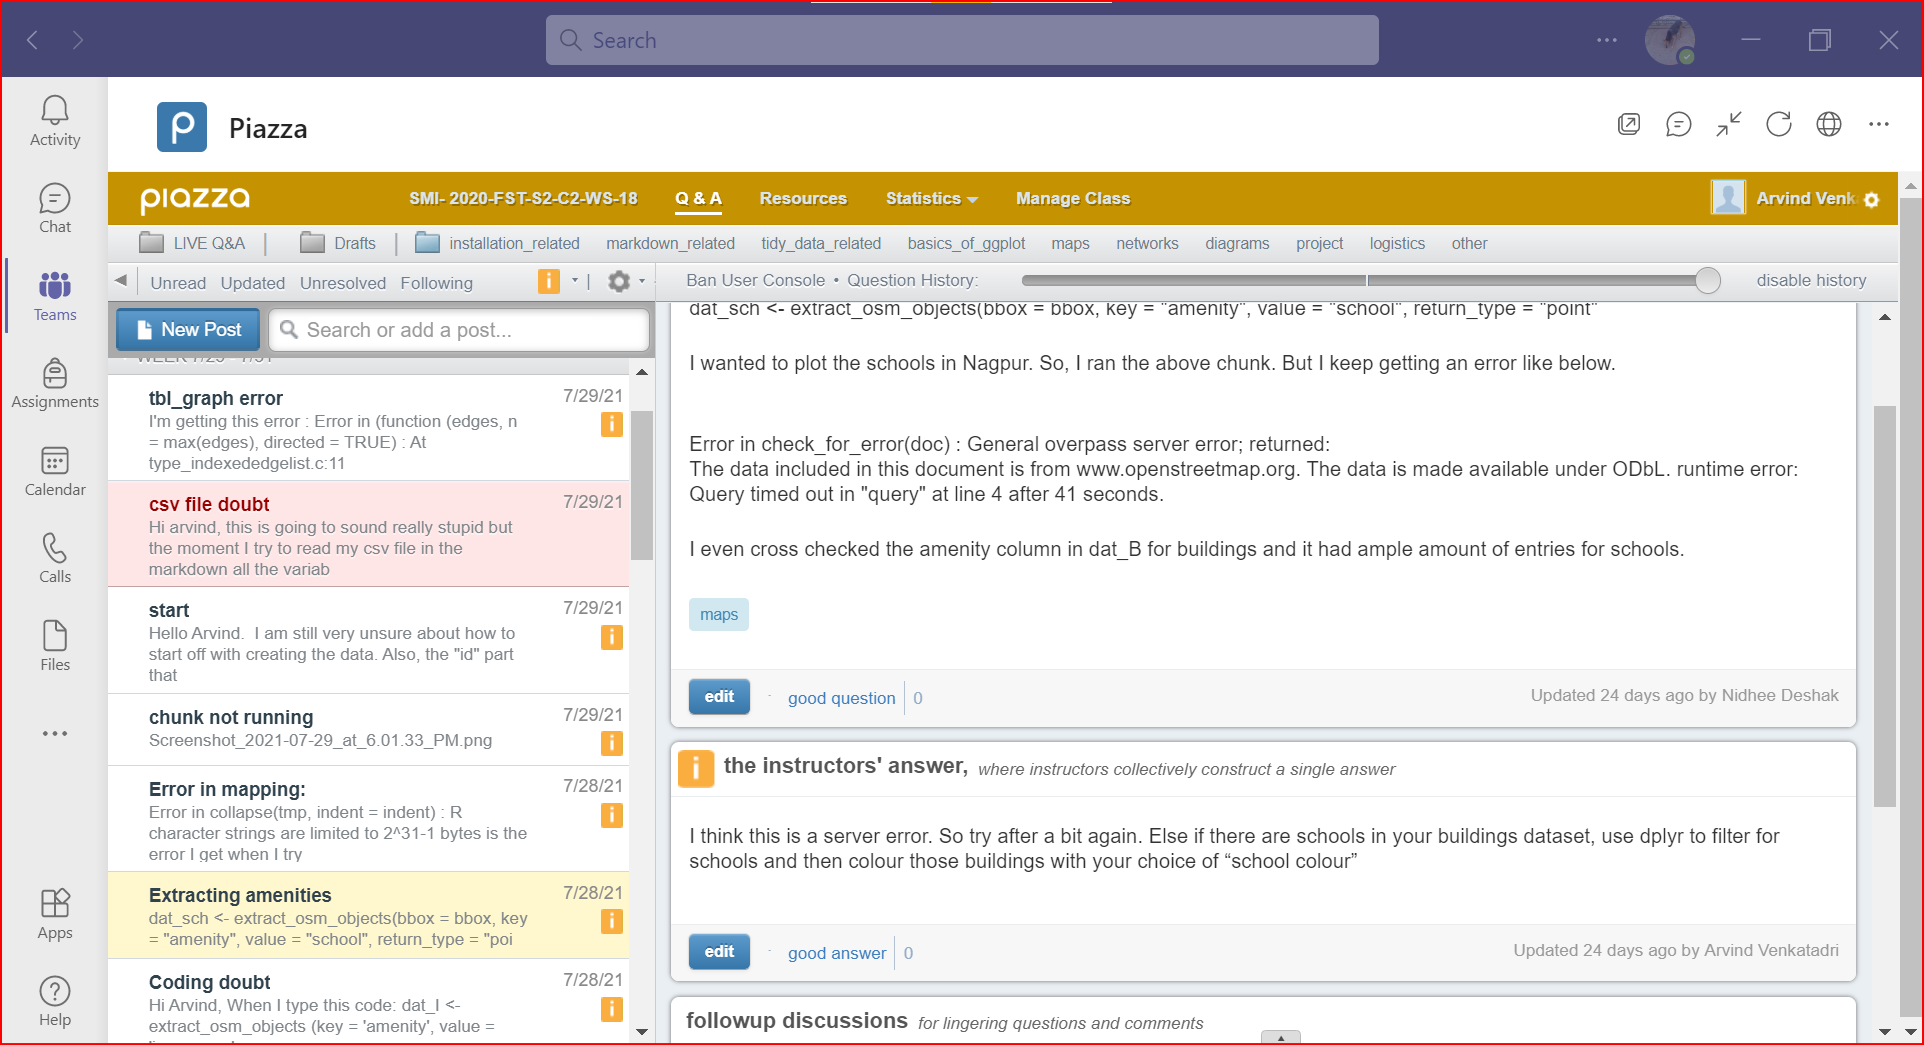 Search
Activity
Chat
Teams
Assignments
Calendar
Calls
Files
Apps
Help
Piazza
piazza
SMI- 2020-FST-S2-C2-WS-18
Q & A
Resources
Statistics
Manage Class
Arvind Venk
LIVE Q&A
Drafts
installation_related
markdown_related
tidy_data_related
basics_of_ggplot
maps
networks
diagrams
project
logistics
other
Unread Updated Unresolved Following
Ban User Console • Question History:
disable history
New Post
Search or add a post...
WEEK 7/25 - 7/31
tbl_graph error 7/29/21
I'm getting this error : Error in (function (edges, n
= max(edges), directed = TRUE) : At
type_indexededgelist.c:11
csv file doubt 7/29/21
Hi arvind, this is going to sound really stupid but
the moment I try to read my csv file in the
markdown all the variab
start 7/29/21
Hello Arvind. I am still very unsure about how to
start off with creating the data. Also, the "id" part
that
chunk not running 7/29/21
Screenshot_2021-07-29_at_6.01.33_PM.png
Error in mapping: 7/28/21
Error in collapse(tmp, indent = indent) : R
character strings are limited to 2^31-1 bytes is the
error I get when I try
Extracting amenities 7/28/21
dat_sch <- extract_osm_objects(bbox = bbox, key
= "amenity", value = "school", return_type = "poi
Coding doubt 7/28/21
Hi Arvind, When I type this code: dat_I <-
extract_osm_objects (key = 'amenity', value =
dat_sch <- extract_osm_objects(bbox = bbox, key = "amenity", value = "school", return_type = "point"
I wanted to plot the schools in Nagpur. So, I ran the above chunk. But I keep getting an error like below.
Error in check_for_error(doc) : General overpass server error; returned:
The data included in this document is from www.openstreetmap.org. The data is made available under ODbL. runtime error:
Query timed out in "query" at line 4 after 41 seconds.
I even cross checked the amenity column in dat_B for buildings and it had ample amount of entries for schools.
maps
edit · good question 0
Updated 24 days ago by Nidhee Deshak
i the instructors' answer, where instructors collectively construct a single answer
I think this is a server error. So try after a bit again. Else if there are schools in your buildings dataset, use dplyr to filter for
schools and then colour those buildings with your choice of “school colour”
edit · good answer 0
Updated 24 days ago by Arvind Venkatadri
followup discussions for lingering questions and comments